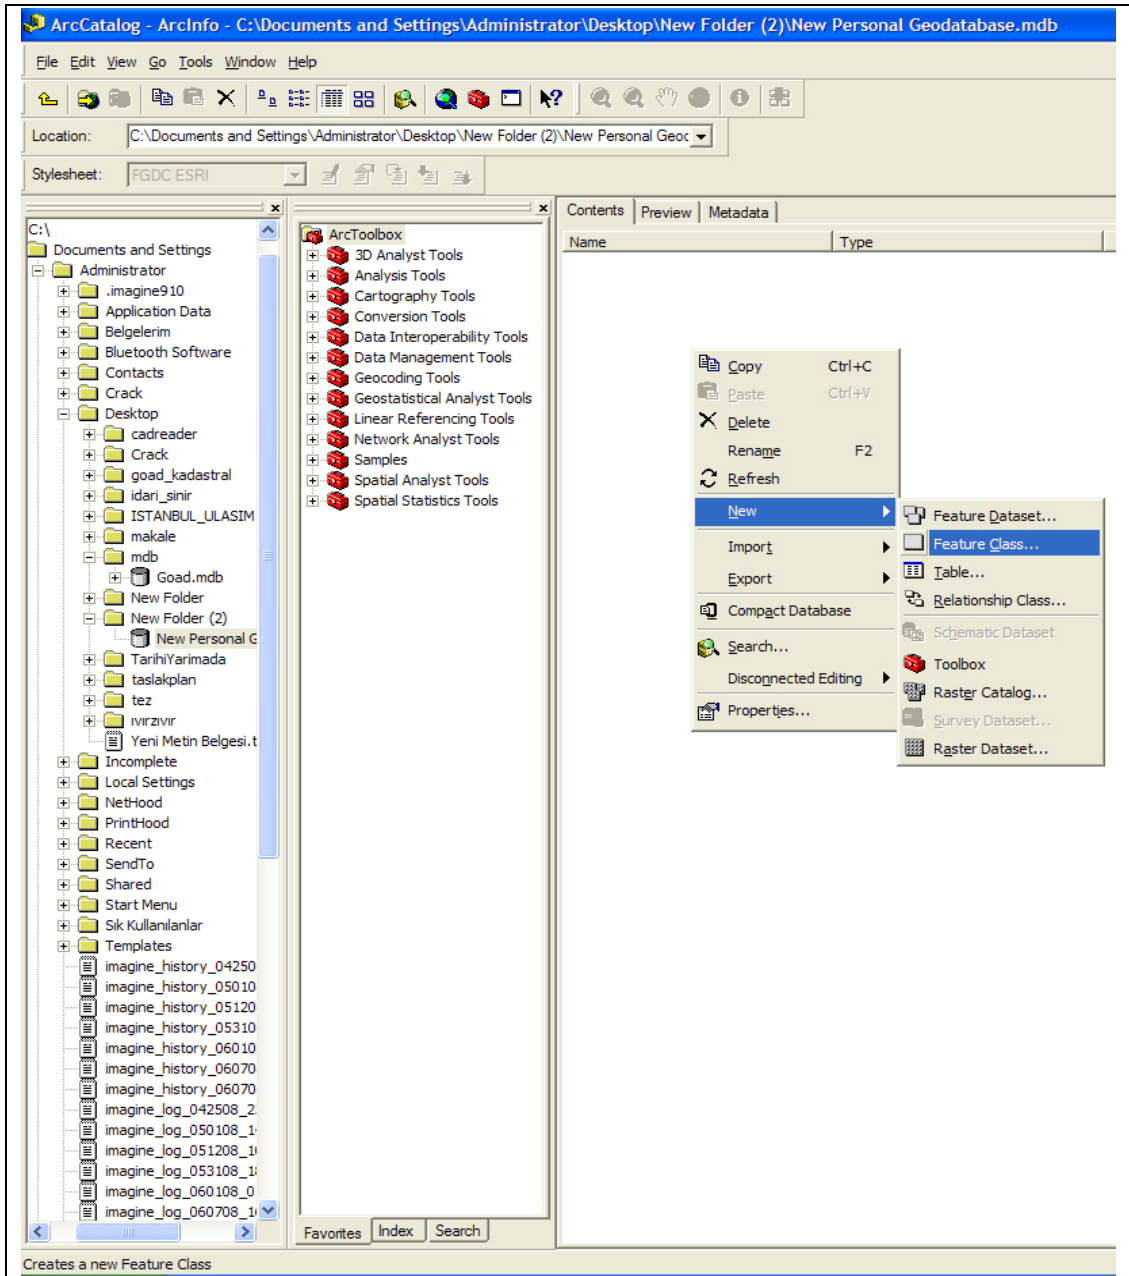 ArcCatalog - ArcInfo - C:\Documents and Settings\Administrator\Desktop\New Folder (2)\New Personal Geodatabase.mdb
File Edit View Go Tools Window Help
Location: C:\Documents and Settings\Administrator\Desktop\New Folder (2)\New Personal Geoc
Stylesheet: FGDC ESRI
C:\
Documents and Settings
Administrator
.imagine910
Application Data
Belgelerim
Bluetooth Software
Contacts
Crack
Desktop
cadreader
Crack
goad_kadastral
idari_sinir
ISTANBUL_ULASIM
makale
mdb
Goad.mdb
New Folder
New Folder (2)
New Personal G
TarihiYarimada
taslakplan
tez
ıvırzıvır
Yeni Metin Belgesi.t
Incomplete
Local Settings
NetHood
PrintHood
Recent
SendTo
Shared
Start Menu
Sık Kullanılanlar
Templates
imagine_history_04250
imagine_history_05010
imagine_history_05120
imagine_history_05310
imagine_history_06010
imagine_history_06070
imagine_history_06070
imagine_log_042508_2
imagine_log_050108_1
imagine_log_051208_1
imagine_log_053108_1
imagine_log_060108_0
imagine_log_060708_1
ArcToolbox
3D Analyst Tools
Analysis Tools
Cartography Tools
Conversion Tools
Data Interoperability Tools
Data Management Tools
Geocoding Tools
Geostatistical Analyst Tools
Linear Referencing Tools
Network Analyst Tools
Samples
Spatial Analyst Tools
Spatial Statistics Tools
Favorites Index Search
Contents Preview Metadata
Name Type
Copy Ctrl+C
Paste Ctrl+V
Delete
Rename F2
Refresh
New
Import
Export
Compact Database
Search...
Disconnected Editing
Properties...
Feature Dataset...
Feature Class...
Table...
Relationship Class...
Schematic Dataset
Toolbox
Raster Catalog...
Survey Dataset...
Raster Dataset...
Creates a new Feature Class